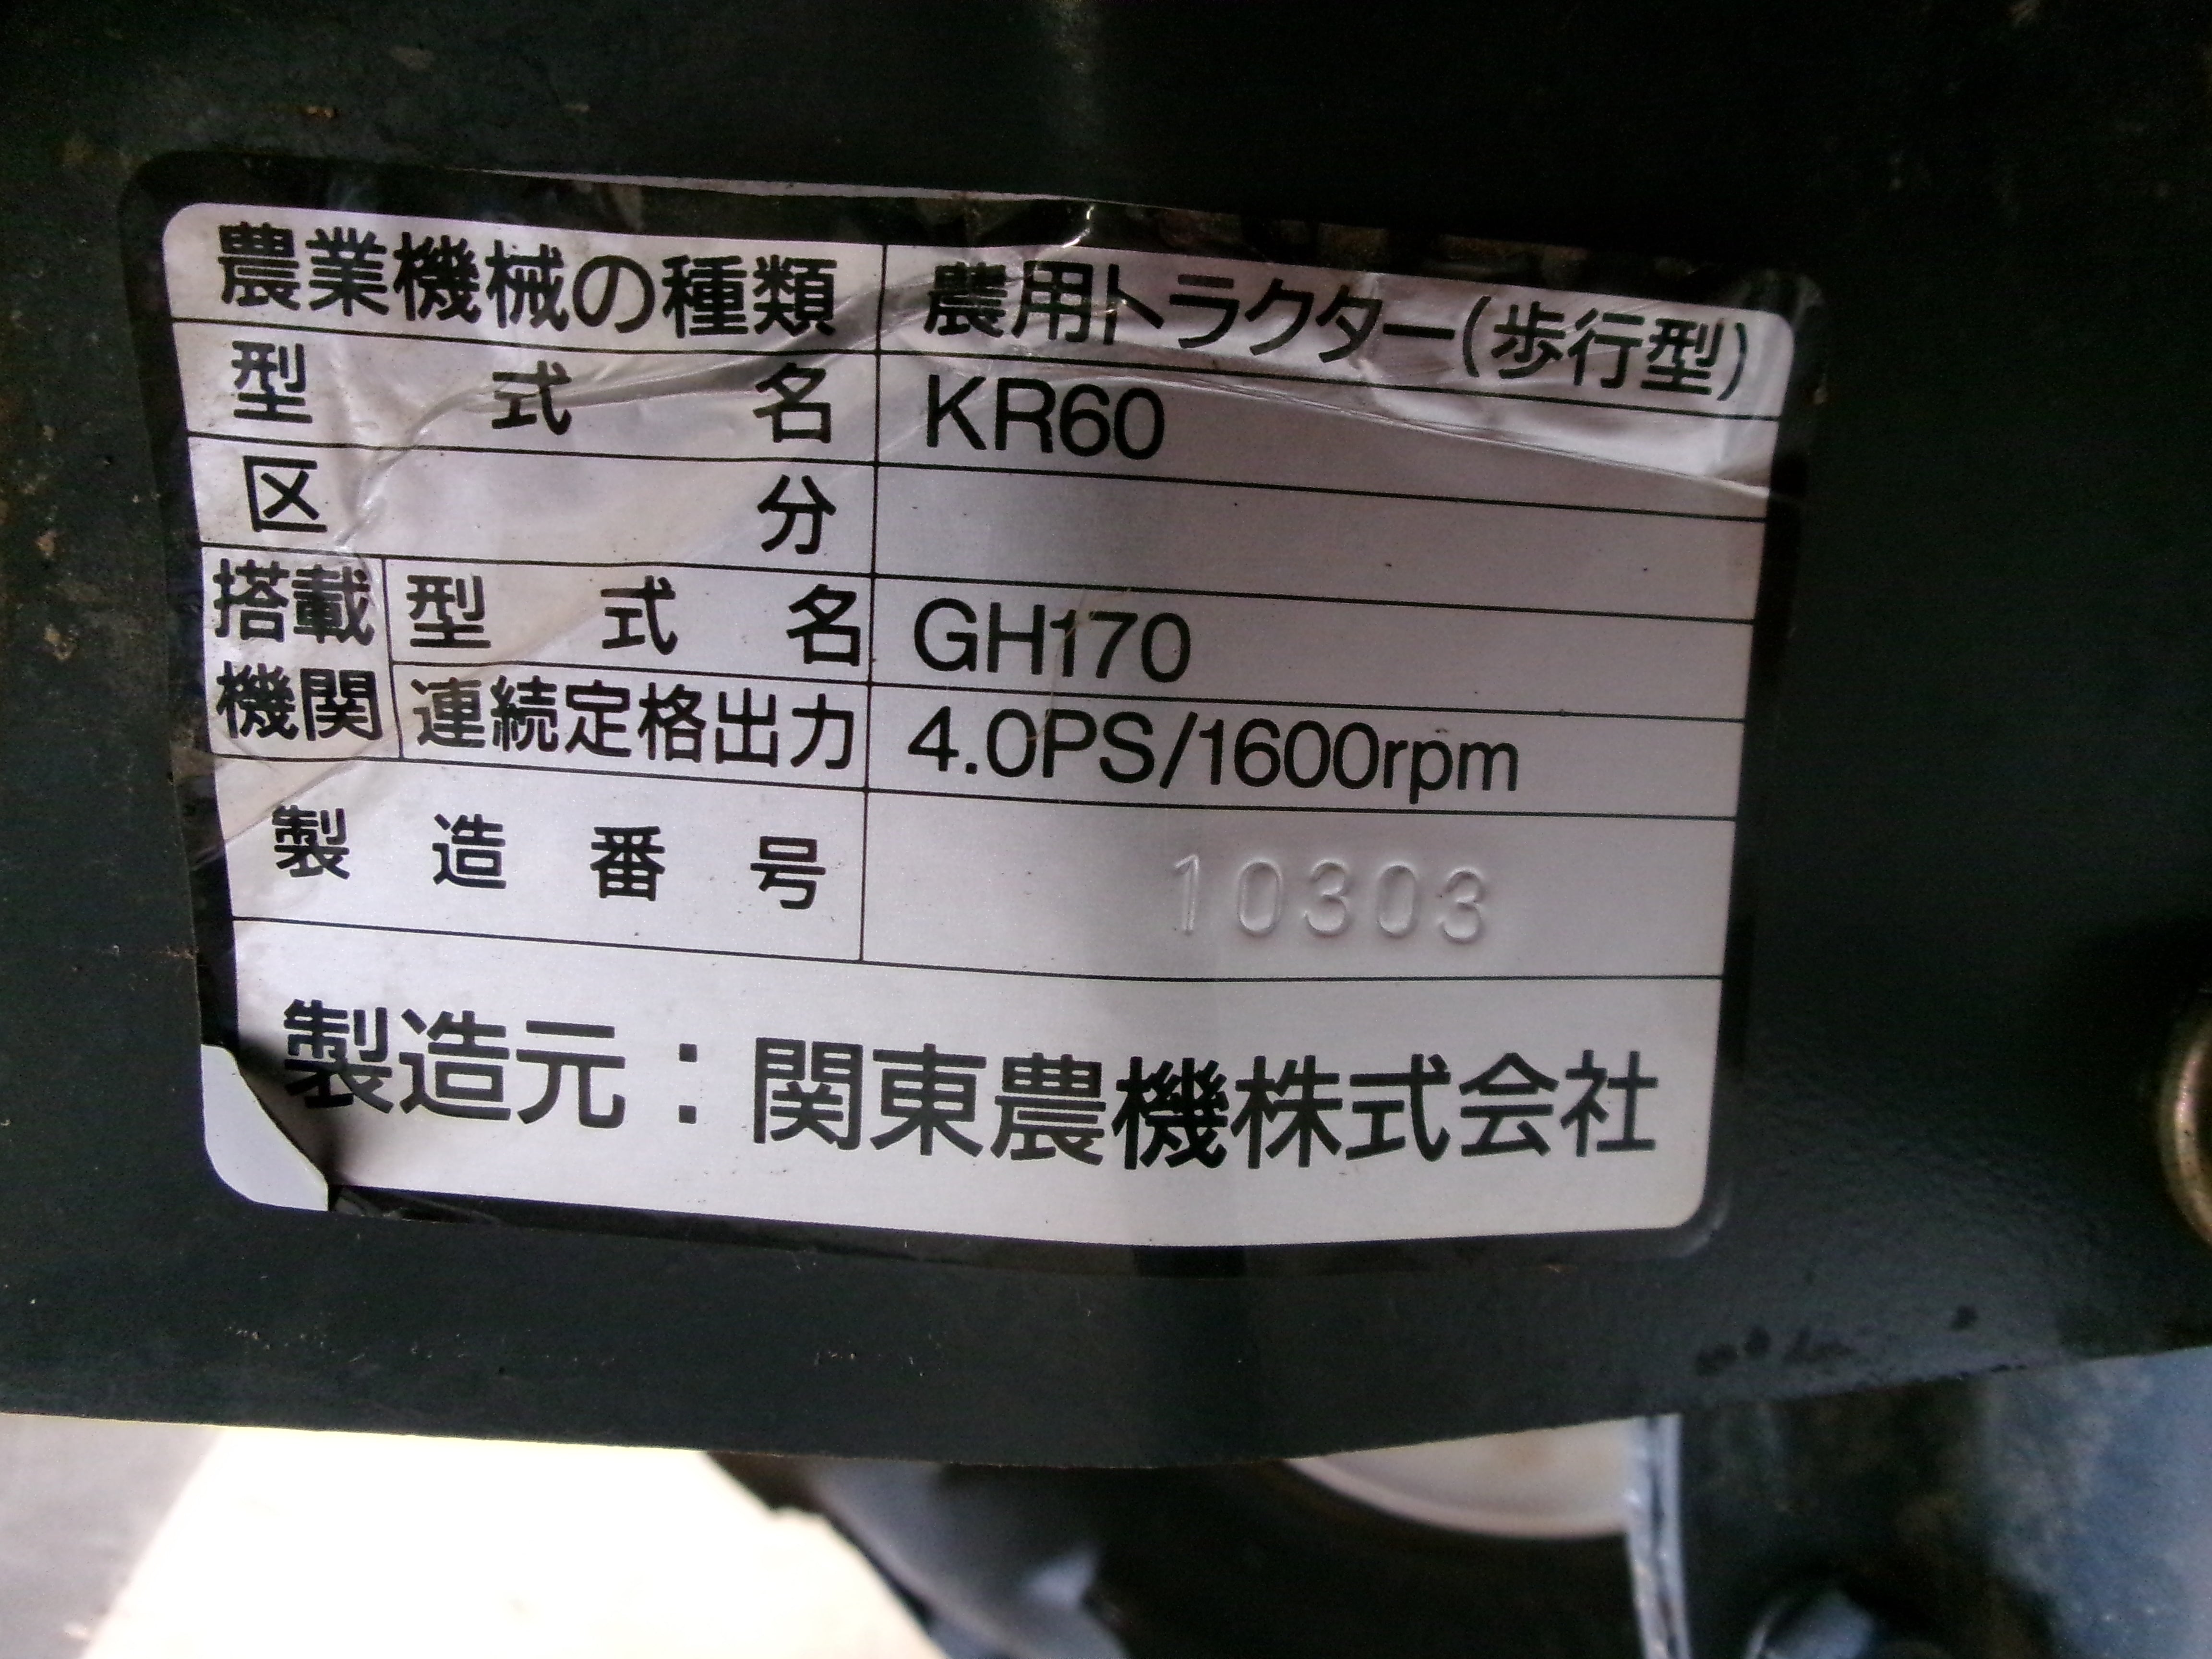 農業機械の種類 農用トラクター(歩行型)
型式名 KR60
区分
搭載機関 型式名 GH170
連続定格出力 4.0PS/1600rpm
製造番号 10303
製造元：関東農機株式会社